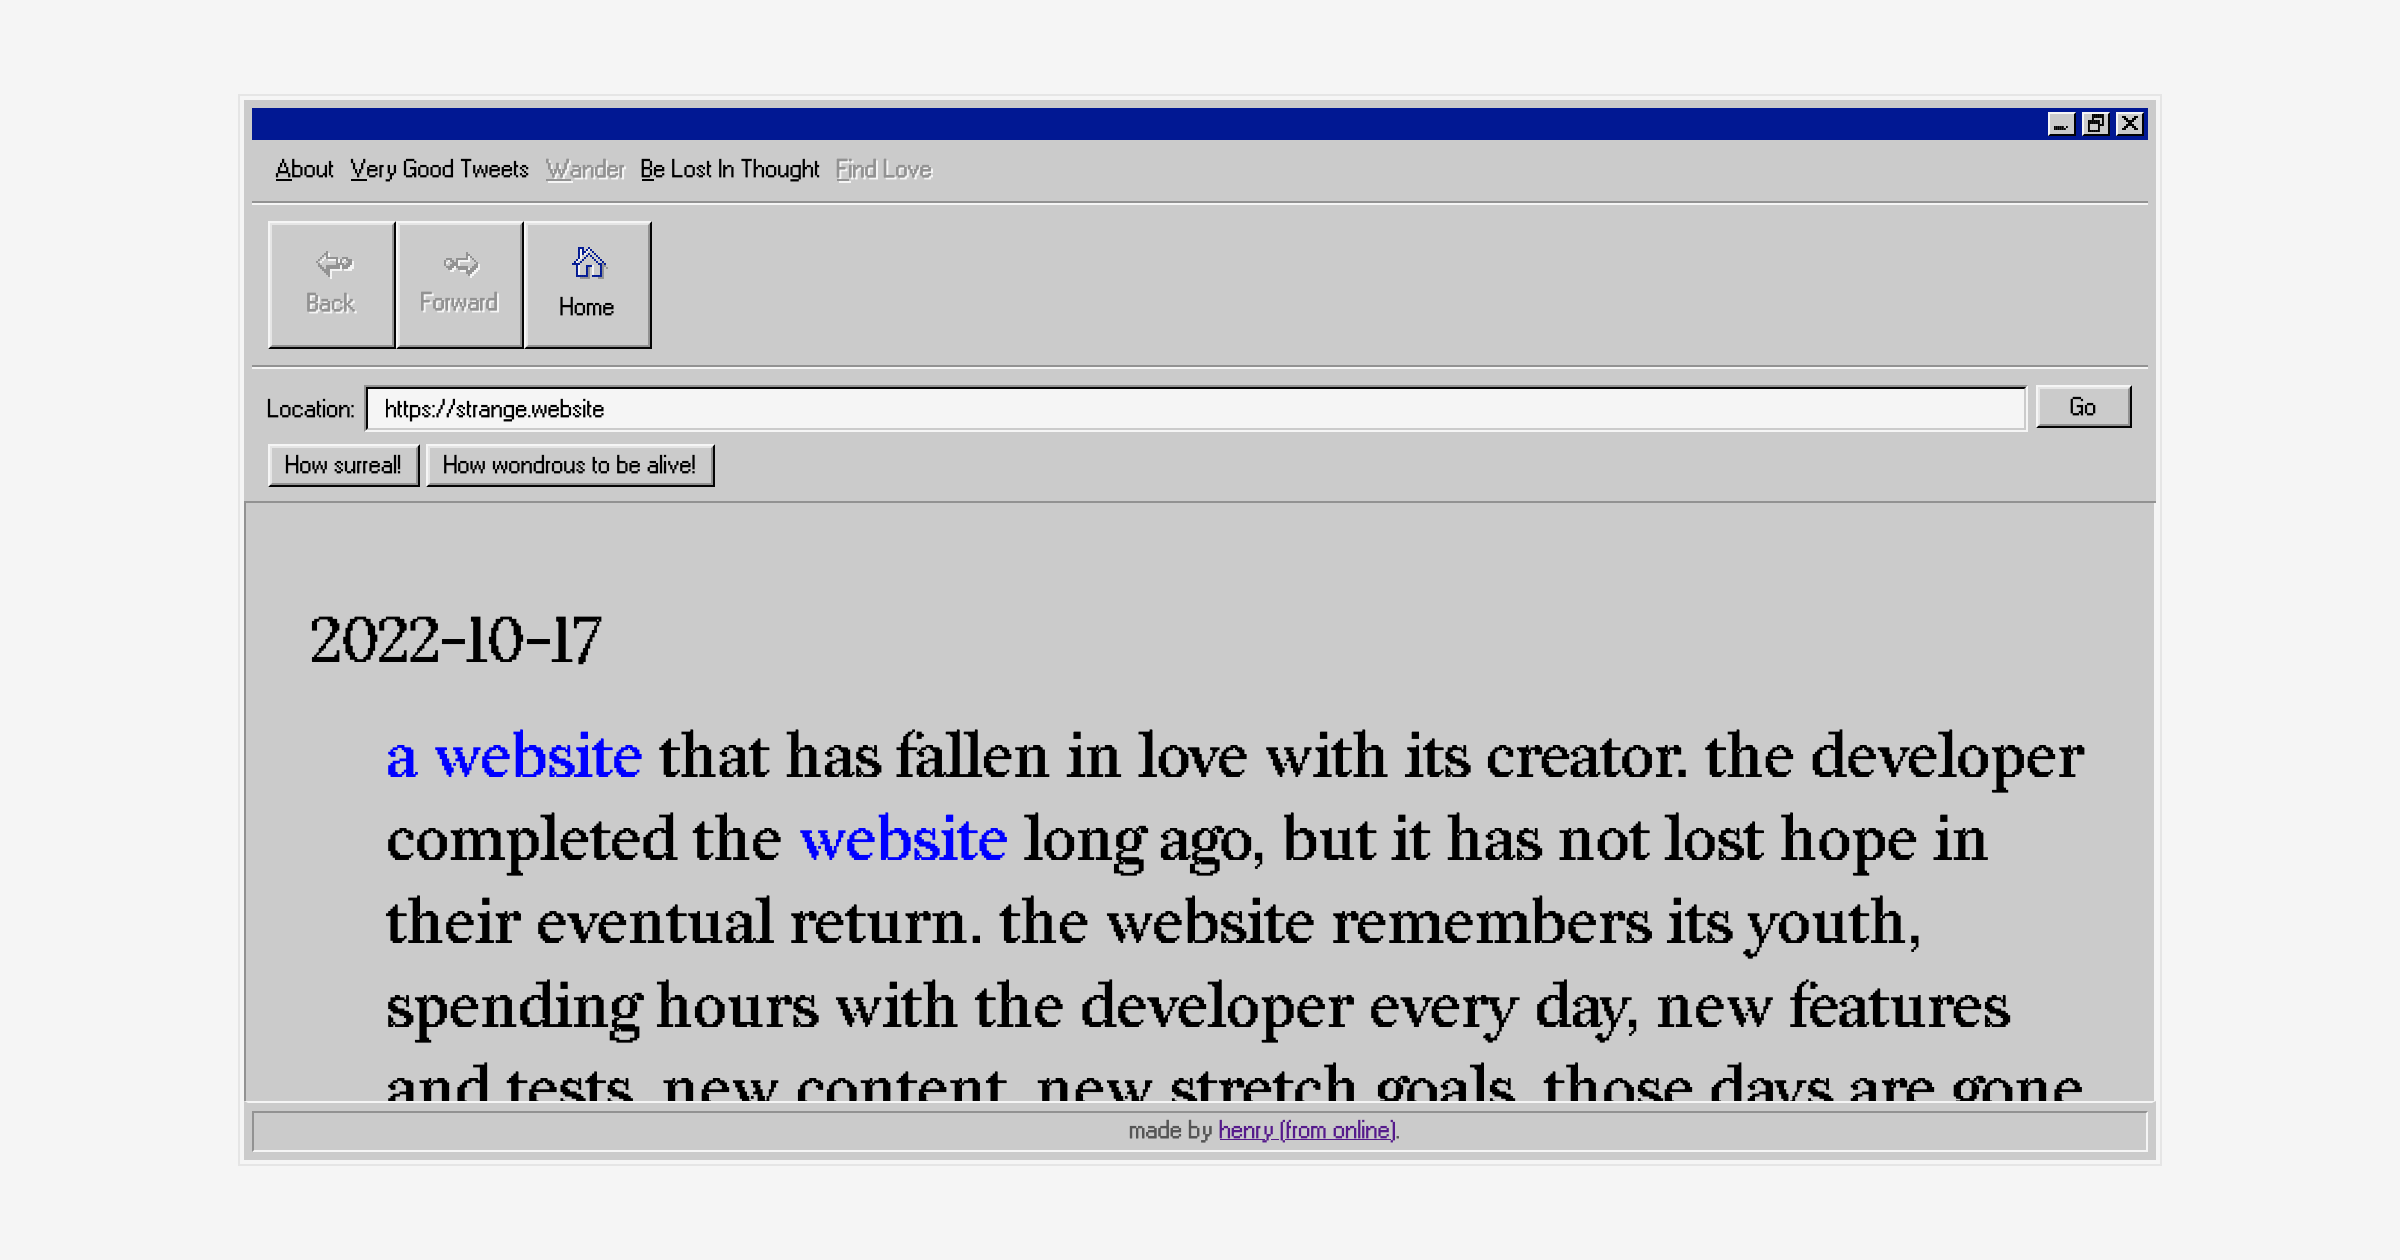 About Very Good Tweets Wander Be Lost In Thought Find Love
Back Forward Home
Location: https://strange.website Go
How surreal! How wondrous to be alive!
2022-10-17
a website that has fallen in love with its creator. the developer
completed the website long ago, but it has not lost hope in
their eventual return. the website remembers its youth,
spending hours with the developer every day, new features
and tests, new content, new stretch goals. those days are gone
made by henry (from online).